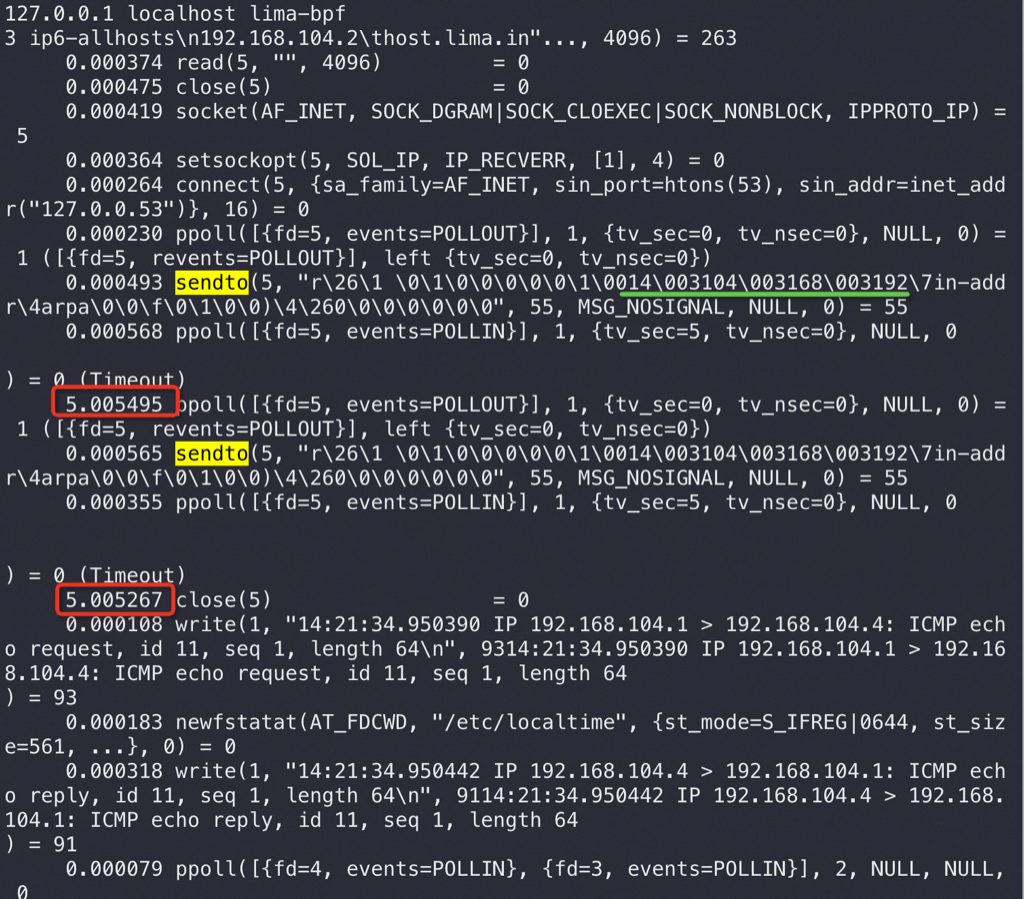 127.0.0.1 localhost lima-bpf
3 ip6-allhosts\n192.168.104.2\thost.lima.in"..., 4096) = 263
     0.000374 read(5, "", 4096)         = 0
     0.000475 close(5)                  = 0
     0.000419 socket(AF_INET, SOCK_DGRAM|SOCK_CLOEXEC|SOCK_NONBLOCK, IPPROTO_IP) =
 5
     0.000364 setsockopt(5, SOL_IP, IP_RECVERR, [1], 4) = 0
     0.000264 connect(5, {sa_family=AF_INET, sin_port=htons(53), sin_addr=inet_add
r("127.0.0.53")}, 16) = 0
     0.000230 ppoll([{fd=5, events=POLLOUT}], 1, {tv_sec=0, tv_nsec=0}, NULL, 0) =
 1 ([{fd=5, revents=POLLOUT}], left {tv_sec=0, tv_nsec=0})
     0.000493 sendto(5, "r\26\1 \0\1\0\0\0\0\0\1\0014\003104\003168\003192\7in-add
r\4arpa\0\0\f\0\1\0\0)\4\260\0\0\0\0\0\0", 55, MSG_NOSIGNAL, NULL, 0) = 55
     0.000568 ppoll([{fd=5, events=POLLIN}], 1, {tv_sec=5, tv_nsec=0}, NULL, 0
) = 0 (Timeout)
     5.005495 ppoll([{fd=5, events=POLLOUT}], 1, {tv_sec=0, tv_nsec=0}, NULL, 0) =
 1 ([{fd=5, revents=POLLOUT}], left {tv_sec=0, tv_nsec=0})
     0.000565 sendto(5, "r\26\1 \0\1\0\0\0\0\0\1\0014\003104\003168\003192\7in-add
r\4arpa\0\0\f\0\1\0\0)\4\260\0\0\0\0\0\0", 55, MSG_NOSIGNAL, NULL, 0) = 55
     0.000355 ppoll([{fd=5, events=POLLIN}], 1, {tv_sec=5, tv_nsec=0}, NULL, 0
) = 0 (Timeout)
     5.005267 close(5)                  = 0
     0.000108 write(1, "14:21:34.950390 IP 192.168.104.1 > 192.168.104.4: ICMP ech
o request, id 11, seq 1, length 64\n", 9314:21:34.950390 IP 192.168.104.1 > 192.16
8.104.4: ICMP echo request, id 11, seq 1, length 64
) = 93
     0.000183 newfstatat(AT_FDCWD, "/etc/localtime", {st_mode=S_IFREG|0644, st_siz
e=561, ...}, 0) = 0
     0.000318 write(1, "14:21:34.950442 IP 192.168.104.4 > 192.168.104.1: ICMP ech
o reply, id 11, seq 1, length 64\n", 9114:21:34.950442 IP 192.168.104.4 > 192.168.
104.1: ICMP echo reply, id 11, seq 1, length 64
) = 91
     0.000079 ppoll([{fd=4, events=POLLIN}, {fd=3, events=POLLIN}], 2, NULL, NULL,
 0